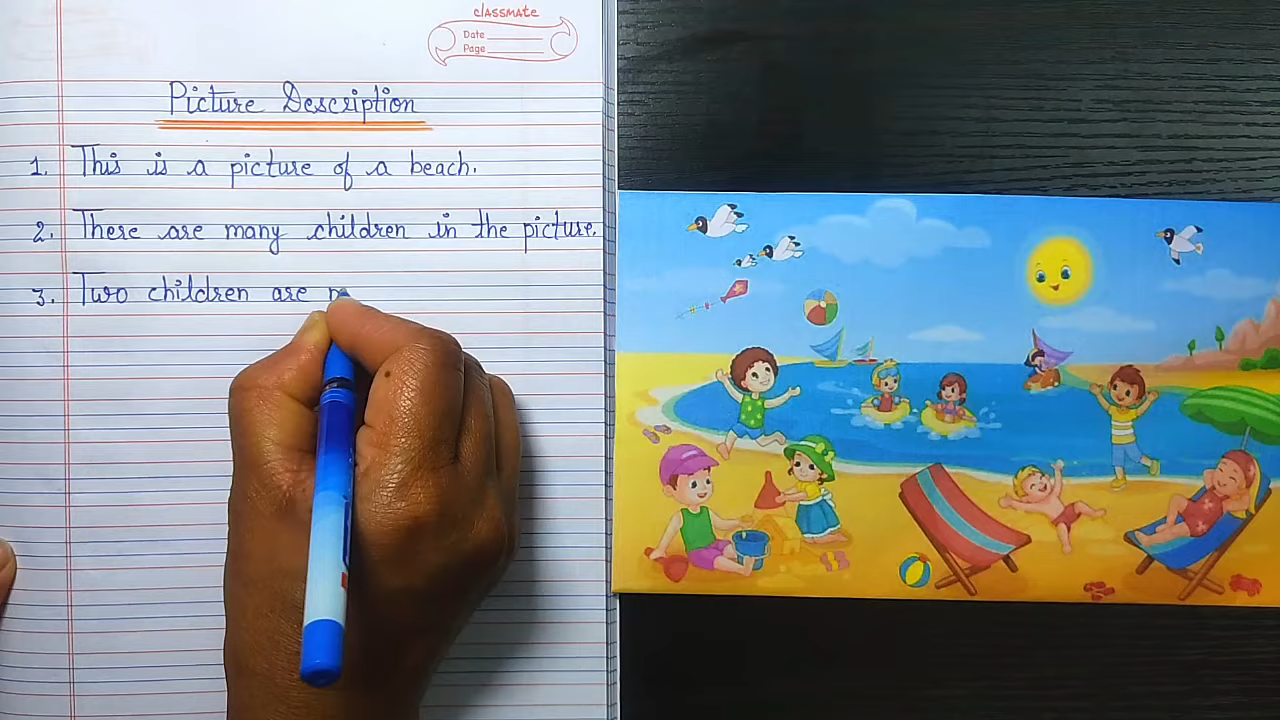 classmate
Date
Page
Picture Description
1. This is a picture of a beach.
2. There are many children in the picture.
3. Two children are